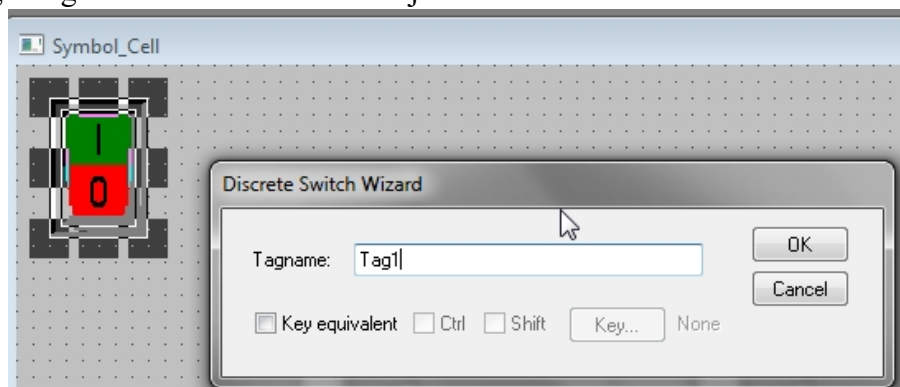 Symbol_Cell
I
0
Discrete Switch Wizard
Tagname: Tag1
OK
Cancel
Key equivalent Ctrl Shift Key... None